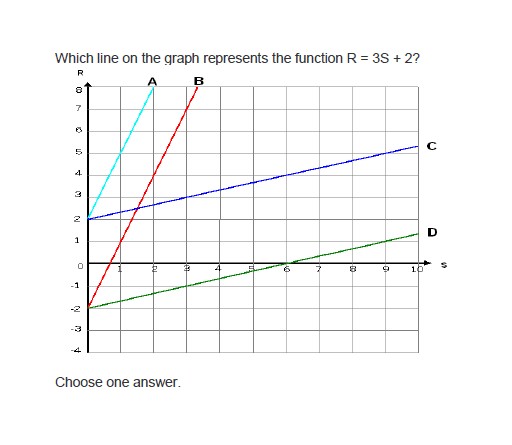 Which line on the graph represents the function R = 3S + 2?
R
A
B
8
7
6
5
4
3
2
1
0
-1
-2
-3
-4
1 2 3 4 5 6 7 8 9 10
S
C
D
Choose one answer.